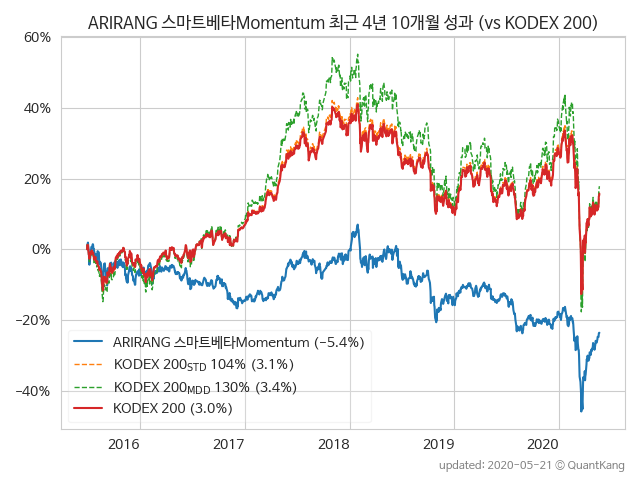 ARIRANG 스마트베타Momentum 최근 4년 10개월 성과 (vs KODEX 200)
60%
40%
20%
0%
−20%
−40%
ARIRANG 스마트베타Momentum (−5.4%)
KODEX 200STD 104% (3.1%)
KODEX 200MDD 130% (3.4%)
KODEX 200 (3.0%)
2016 2017 2018 2019 2020
updated: 2020-05-21 © QuantKang